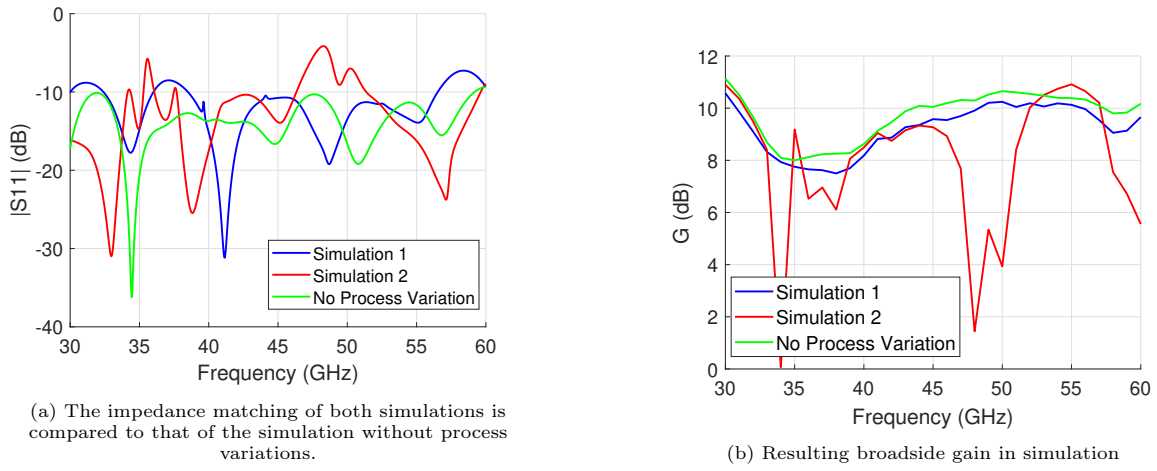 0
-10
-20
-30
-40
|S11| (dB)
Simulation 1
Simulation 2
No Process Variation
30 35 40 45 50 55 60
Frequency (GHz)
(a) The impedance matching of both simulations is
compared to that of the simulation without process
variations.
12
10
8
6
4
2
0
G (dB)
Simulation 1
Simulation 2
No Process Variation
30 35 40 45 50 55 60
Frequency (GHz)
(b) Resulting broadside gain in simulation